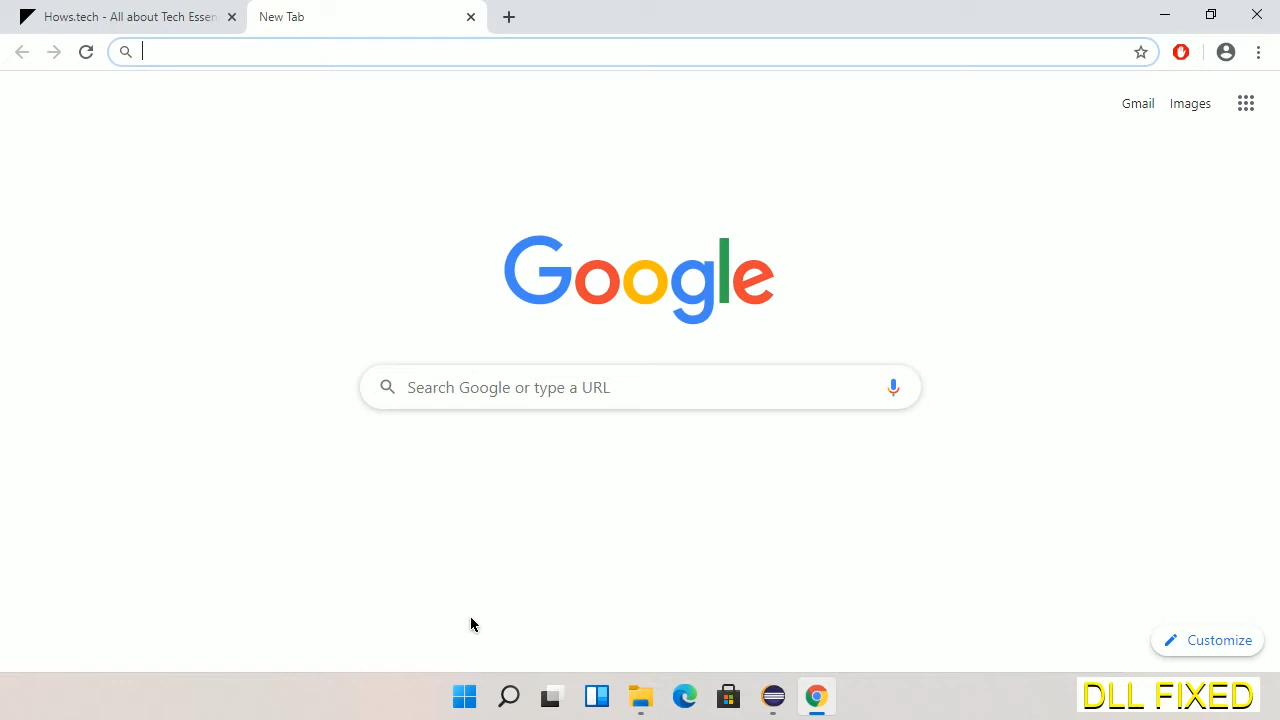 Hows.tech - All about Tech Essen
New Tab
Gmail
Images
Google
Search Google or type a URL
Customize
DLL FIXED